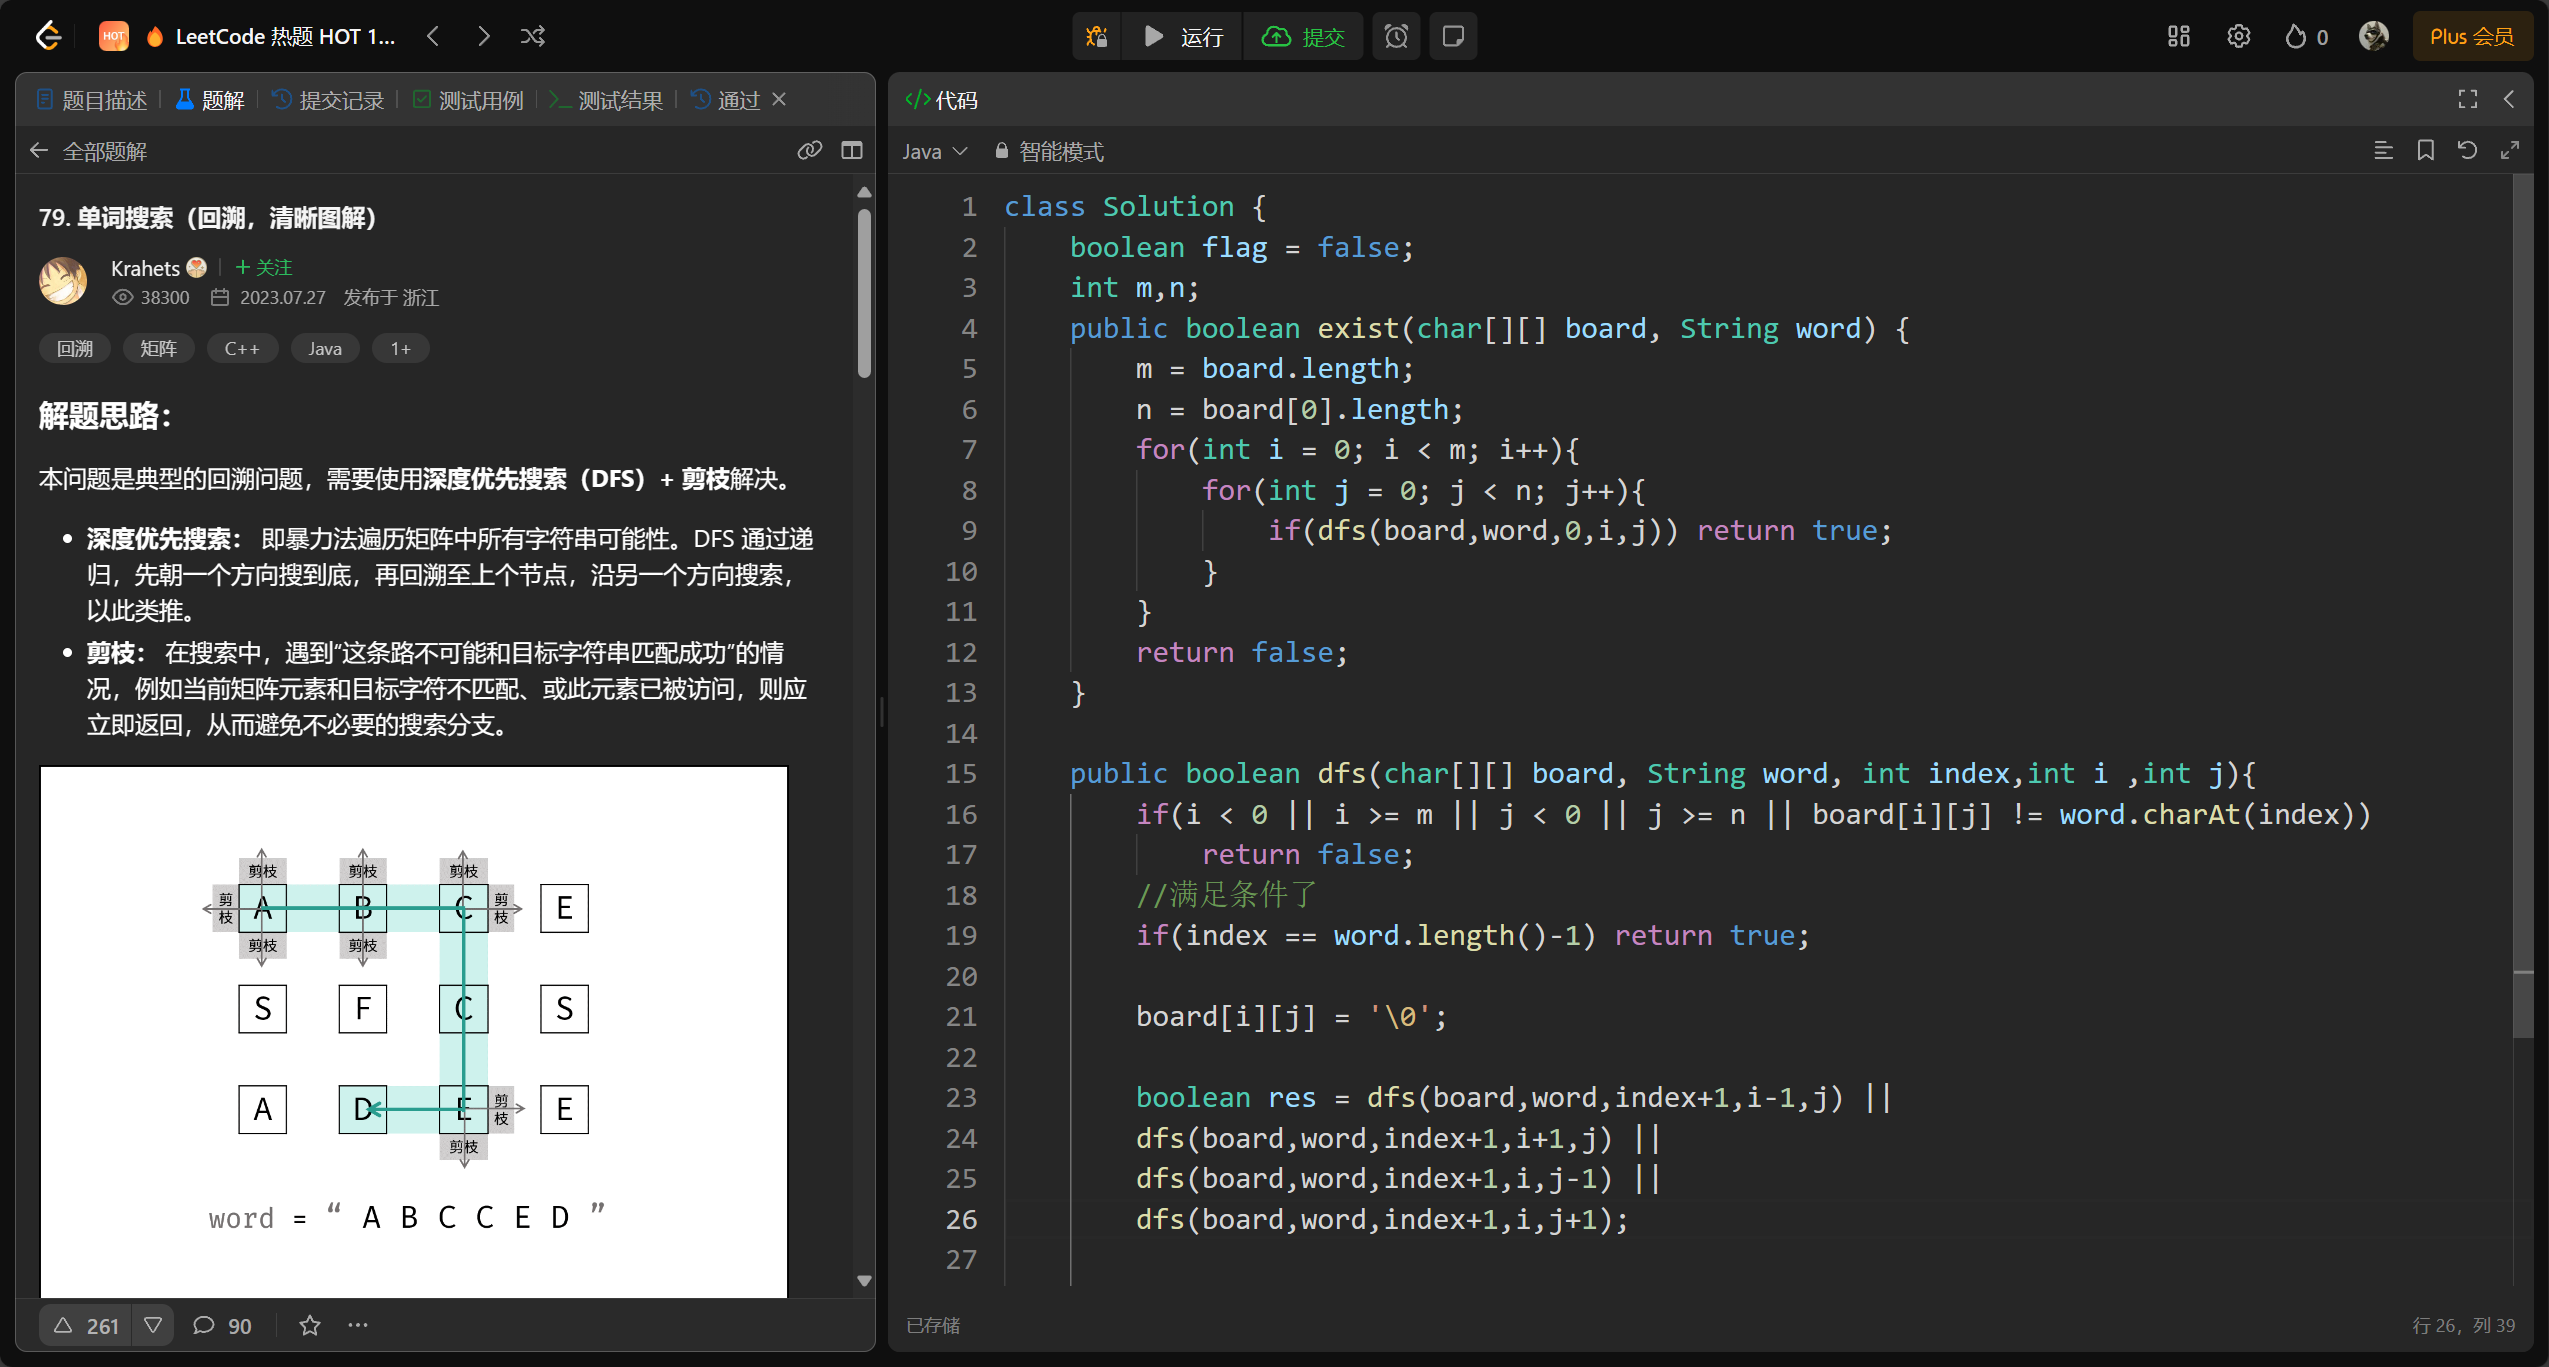 HOT LeetCode 热题 HOT 1... 运行 提交 0 Plus 会员
题目描述 题解 提交记录 测试用例 测试结果 通过
全部题解
79. 单词搜索（回溯，清晰图解）
Krahets + 关注
38300 2023.07.27 发布于 浙江
回溯 矩阵 C++ Java 1+
解题思路：
本问题是典型的回溯问题，需要使用深度优先搜索（DFS）+ 剪枝解决。
深度优先搜索： 即暴力法遍历矩阵中所有字符串可能性。DFS 通过递
归，先朝一个方向搜到底，再回溯至上个节点，沿另一个方向搜索，
以此类推。
剪枝： 在搜索中，遇到“这条路不可能和目标字符串匹配成功”的情
况，例如当前矩阵元素和目标字符不匹配、或此元素已被访问，则应
立即返回，从而避免不必要的搜索分支。
剪枝 剪枝 剪枝
剪枝 A B C 剪枝 E
剪枝 剪枝
S F C S
A D E 剪枝 E
剪枝
word = “ A B C C E D ”
261 90
</> 代码
Java 智能模式
1 class Solution {
2 boolean flag = false;
3 int m,n;
4 public boolean exist(char[][] board, String word) {
5 m = board.length;
6 n = board[0].length;
7 for(int i = 0; i < m; i++){
8 for(int j = 0; j < n; j++){
9 if(dfs(board,word,0,i,j)) return true;
10 }
11 }
12 return false;
13 }
14
15 public boolean dfs(char[][] board, String word, int index,int i ,int j){
16 if(i < 0 || i >= m || j < 0 || j >= n || board[i][j] != word.charAt(index))
17 return false;
18 //满足条件了
19 if(index == word.length()-1) return true;
20
21 board[i][j] = '\0';
22
23 boolean res = dfs(board,word,index+1,i-1,j) ||
24 dfs(board,word,index+1,i+1,j) ||
25 dfs(board,word,index+1,i,j-1) ||
26 dfs(board,word,index+1,i,j+1);
27
已存储 行 26，列 39